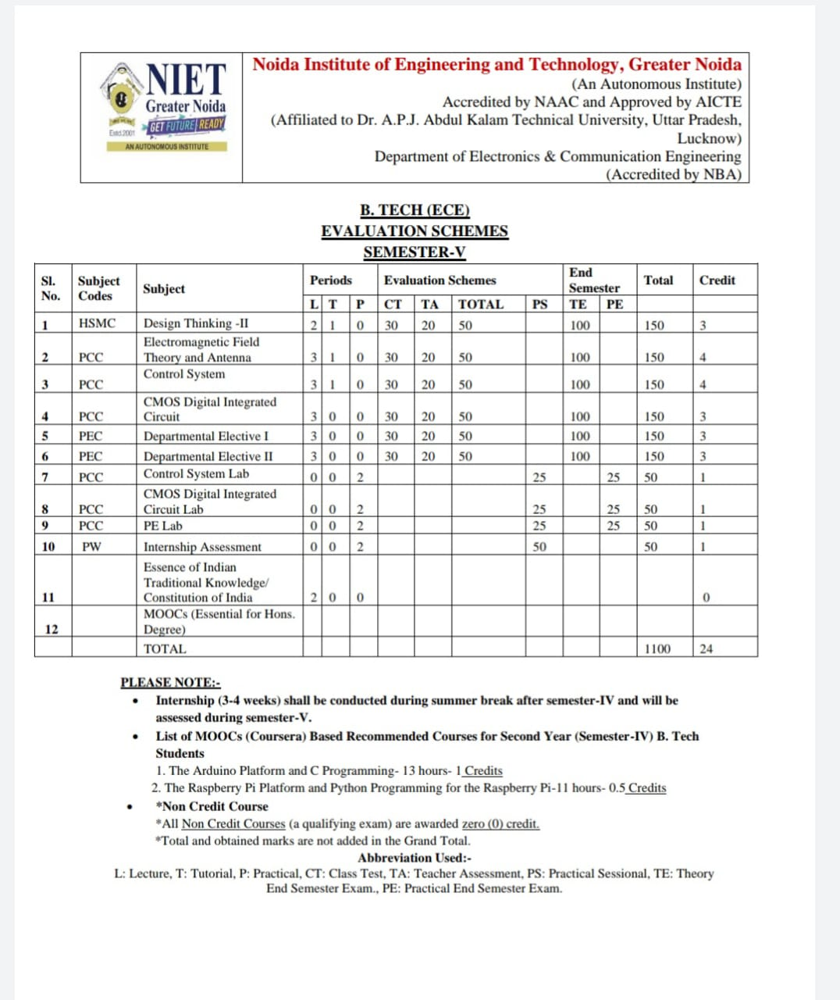 NIET
Greater Noida
GET FUTURE READY
Estd.2001
AN AUTONOMOUS INSTITUTE
Noida Institute of Engineering and Technology, Greater Noida
(An Autonomous Institute)
Accredited by NAAC and Approved by AICTE
(Affiliated to Dr. A.P.J. Abdul Kalam Technical University, Uttar Pradesh,
Lucknow)
Department of Electronics & Communication Engineering
(Accredited by NBA)
B. TECH (ECE)
EVALUATION SCHEMES
SEMESTER-V
Sl. No. Subject Codes Subject Periods Evaluation Schemes End Semester Total Credit
L T P CT TA TOTAL PS TE PE
1 HSMC Design Thinking -II 2 1 0 30 20 50 100 150 3
2 PCC Electromagnetic Field Theory and Antenna 3 1 0 30 20 50 100 150 4
3 PCC Control System 3 1 0 30 20 50 100 150 4
4 PCC CMOS Digital Integrated Circuit 3 0 0 30 20 50 100 150 3
5 PEC Departmental Elective I 3 0 0 30 20 50 100 150 3
6 PEC Departmental Elective II 3 0 0 30 20 50 100 150 3
7 PCC Control System Lab 0 0 2 25 25 50 1
8 PCC CMOS Digital Integrated Circuit Lab 0 0 2 25 25 50 1
9 PCC PE Lab 0 0 2 25 25 50 1
10 PW Internship Assessment 0 0 2 50 50 1
11 Essence of Indian Traditional Knowledge/ Constitution of India 2 0 0 0
12 MOOCs (Essential for Hons. Degree)
TOTAL 1100 24
PLEASE NOTE:-
• Internship (3-4 weeks) shall be conducted during summer break after semester-IV and will be
assessed during semester-V.
• List of MOOCs (Coursera) Based Recommended Courses for Second Year (Semester-IV) B. Tech
Students
1. The Arduino Platform and C Programming- 13 hours- 1 Credits
2. The Raspberry Pi Platform and Python Programming for the Raspberry Pi-11 hours- 0.5 Credits
• *Non Credit Course
*All Non Credit Courses (a qualifying exam) are awarded zero (0) credit.
*Total and obtained marks are not added in the Grand Total.
Abbreviation Used:-
L: Lecture, T: Tutorial, P: Practical, CT: Class Test, TA: Teacher Assessment, PS: Practical Sessional, TE: Theory
End Semester Exam., PE: Practical End Semester Exam.